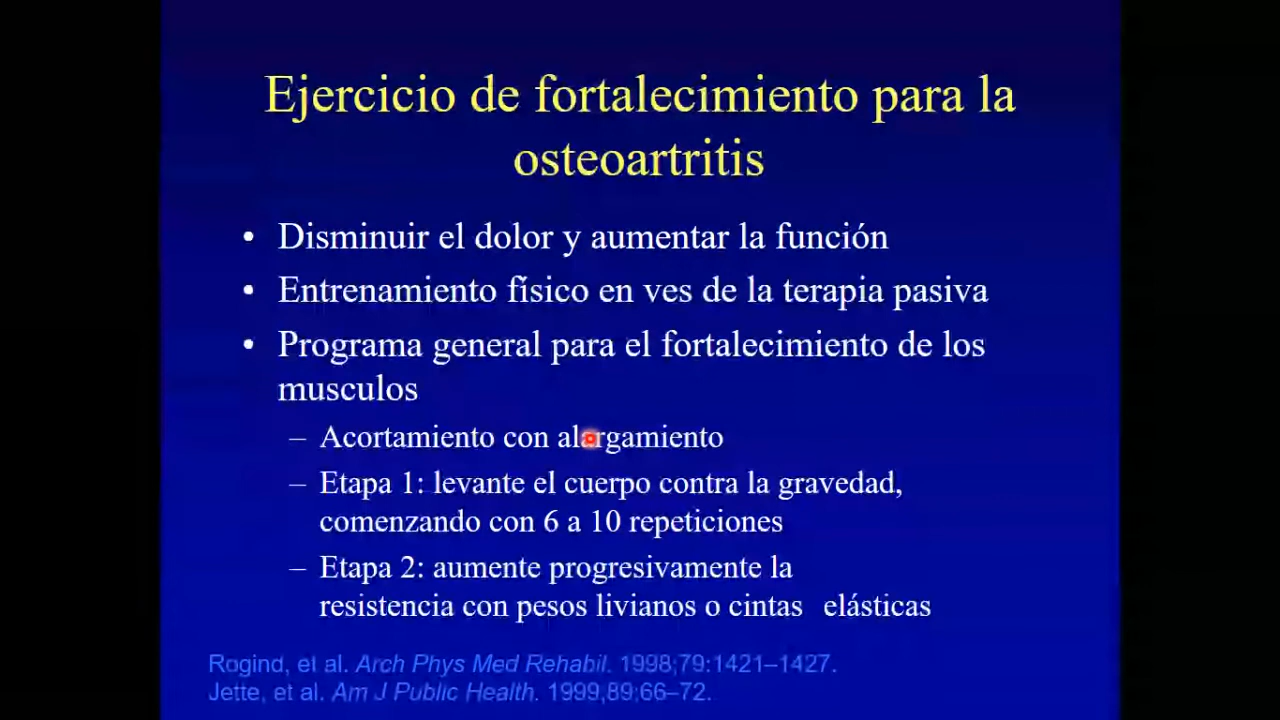 Ejercicio de fortalecimiento para la
osteoartritis
• Disminuir el dolor y aumentar la función
• Entrenamiento físico en ves de la terapia pasiva
• Programa general para el fortalecimiento de los
musculos
– Acortamiento con alargamiento
– Etapa 1: levante el cuerpo contra la gravedad,
comenzando con 6 a 10 repeticiones
– Etapa 2: aumente progresivamente la
resistencia con pesos livianos o cintas elásticas
Rogind, et al. Arch Phys Med Rehabil. 1998;79:1421–1427.
Jette, et al. Am J Public Health. 1999,89:66–72.